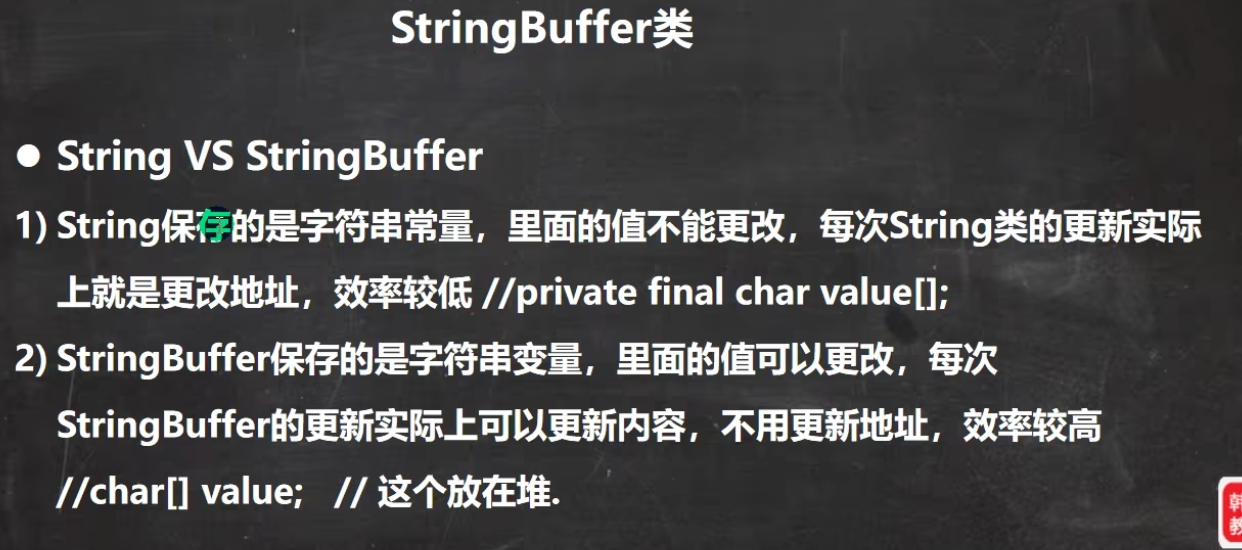 StringBuffer类
● String VS StringBuffer
1) String保存的是字符串常量，里面的值不能更改，每次String类的更新实际
上就是更改地址，效率较低 //private final char value[];
2) StringBuffer保存的是字符串变量，里面的值可以更改，每次
StringBuffer的更新实际上可以更新内容，不用更新地址，效率较高
//char[] value; // 这个放在堆.
韩
教